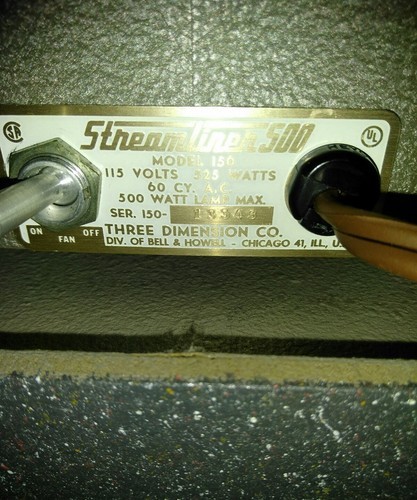 Streamliner 500
MODEL 150
115 VOLTS 525 WATTS
60 CY. A.C.
500 WATT LAMP MAX.
SER. 150-
ON FAN OFF
THREE DIMENSION CO.
DIV. OF BELL & HOWELL - CHICAGO 41, ILL., U.
UL